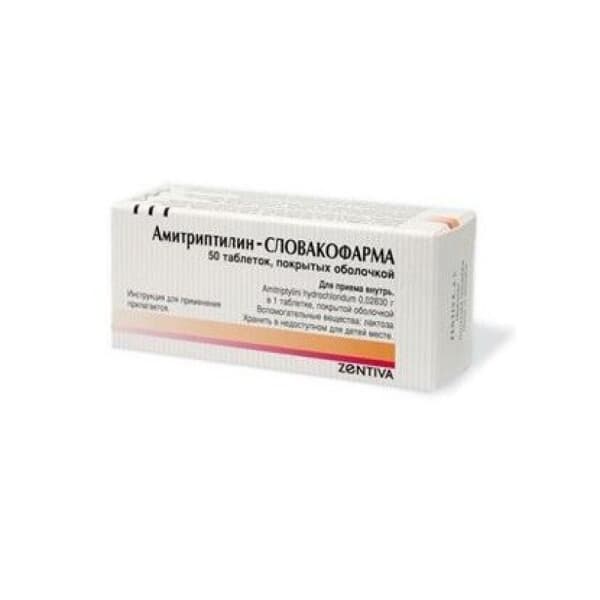 Амитриптилин-СЛОВАКОФАРМА
50 таблеток, покрытых оболочкой
Для приема внутрь.
Amitriptylini hydrochloridum 0,02830 г
в 1 таблетке, покрытой оболочкой
Вспомогательные вещества: лактоза
Хранить в недоступном для детей месте.
Инструкция для применения
прилагается.
ZENTIVA
ZENTIVA